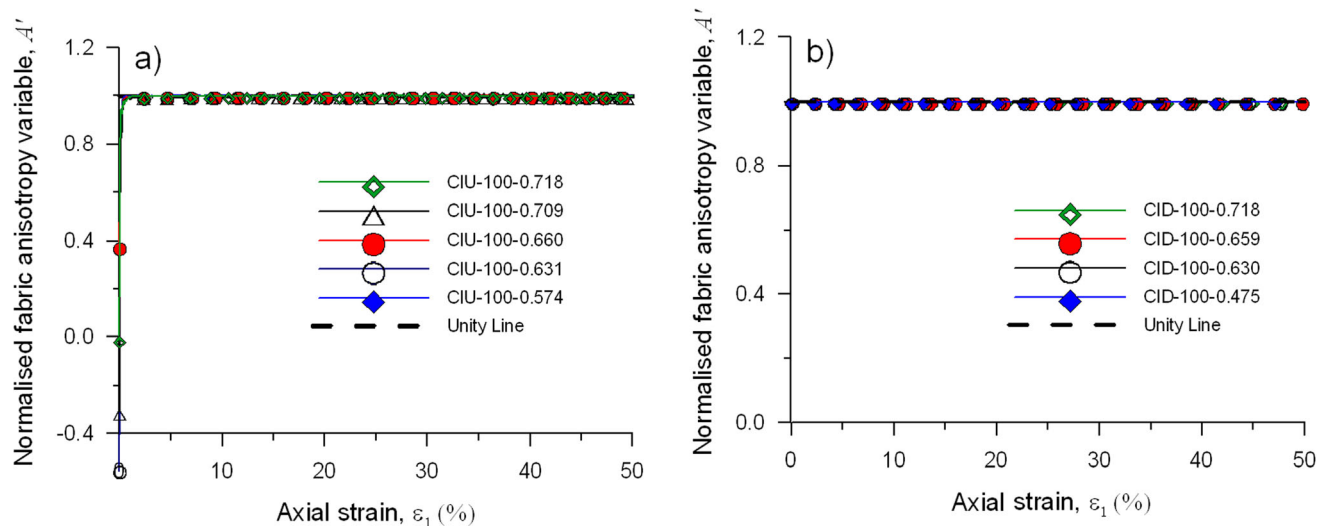 a)
Normalised fabric anisotropy variable, A'
1.2
0.8
0.4
0.0
-0.4
CIU-100-0.718
CIU-100-0.709
CIU-100-0.660
CIU-100-0.631
CIU-100-0.574
Unity Line
0 10 20 30 40 50
Axial strain, ε₁ (%)
b)
Normalised fabric anisotropy variable, A'
1.2
0.8
0.4
0.0
CID-100-0.718
CID-100-0.659
CID-100-0.630
CID-100-0.475
Unity Line
0 10 20 30 40 50
Axial strain, ε₁ (%)